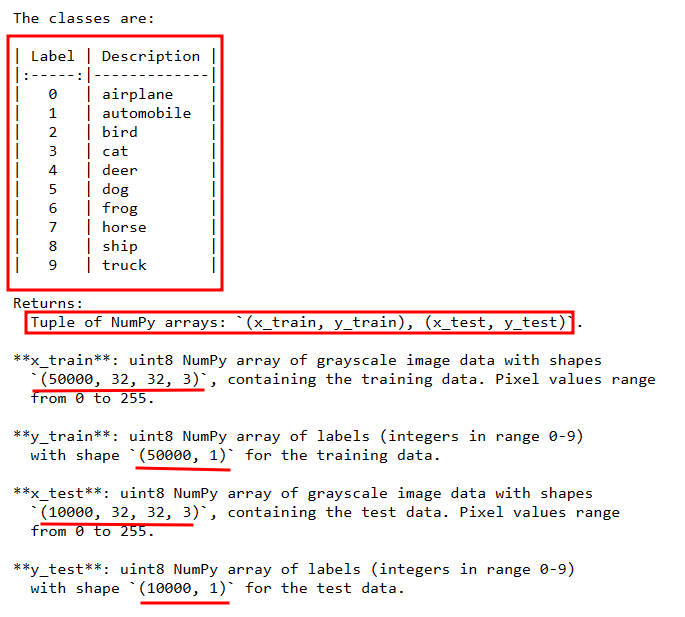 The classes are:
| Label | Description |
|:-----:|-------------|
| 0 | airplane |
| 1 | automobile |
| 2 | bird |
| 3 | cat |
| 4 | deer |
| 5 | dog |
| 6 | frog |
| 7 | horse |
| 8 | ship |
| 9 | truck |
Returns:
Tuple of NumPy arrays: `(x_train, y_train), (x_test, y_test)`.
**x_train**: uint8 NumPy array of grayscale image data with shapes
`(50000, 32, 32, 3)`, containing the training data. Pixel values range
from 0 to 255.
**y_train**: uint8 NumPy array of labels (integers in range 0-9)
with shape `(50000, 1)` for the training data.
**x_test**: uint8 NumPy array of grayscale image data with shapes
`(10000, 32, 32, 3)`, containing the test data. Pixel values range
from 0 to 255.
**y_test**: uint8 NumPy array of labels (integers in range 0-9)
with shape `(10000, 1)` for the test data.